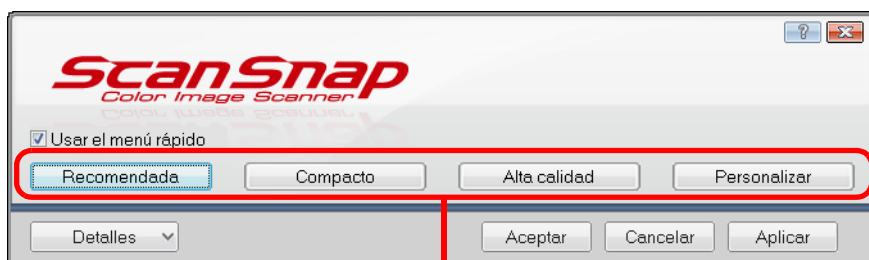 ScanSnap
Color Image Scanner
Usar el menú rápido
Recomendada Compacto Alta calidad Personalizar
Detalles Aceptar Cancelar Aplicar